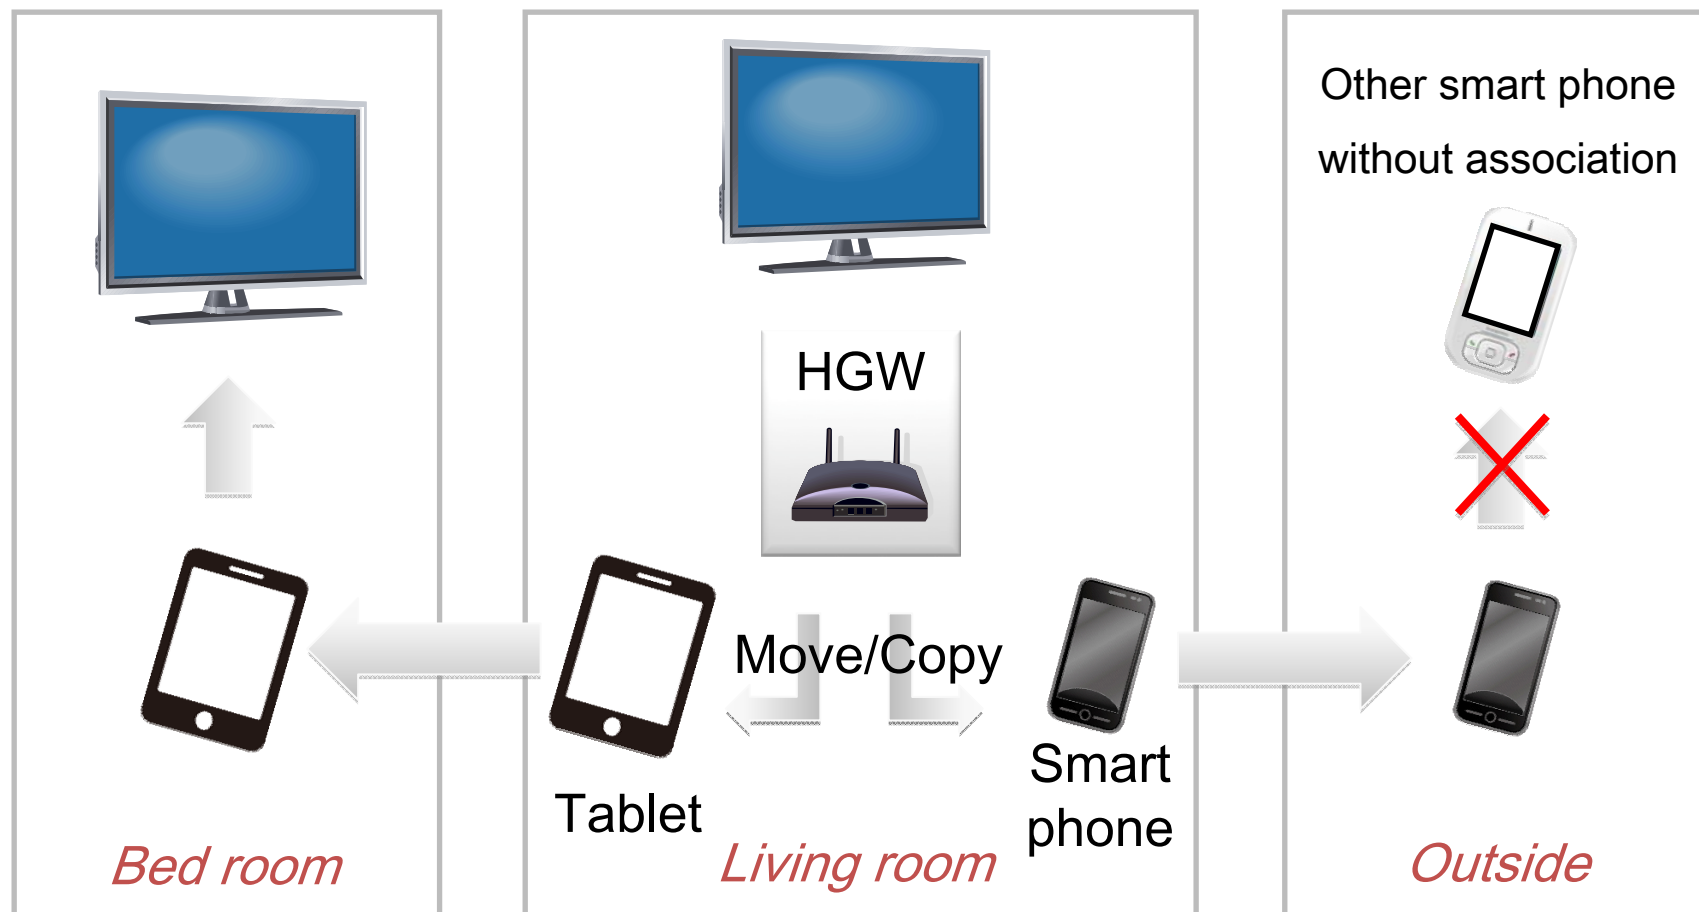 Other smart phone
without association
HGW
Move/Copy
Tablet
Smart
phone
Bed room
Living room
Outside